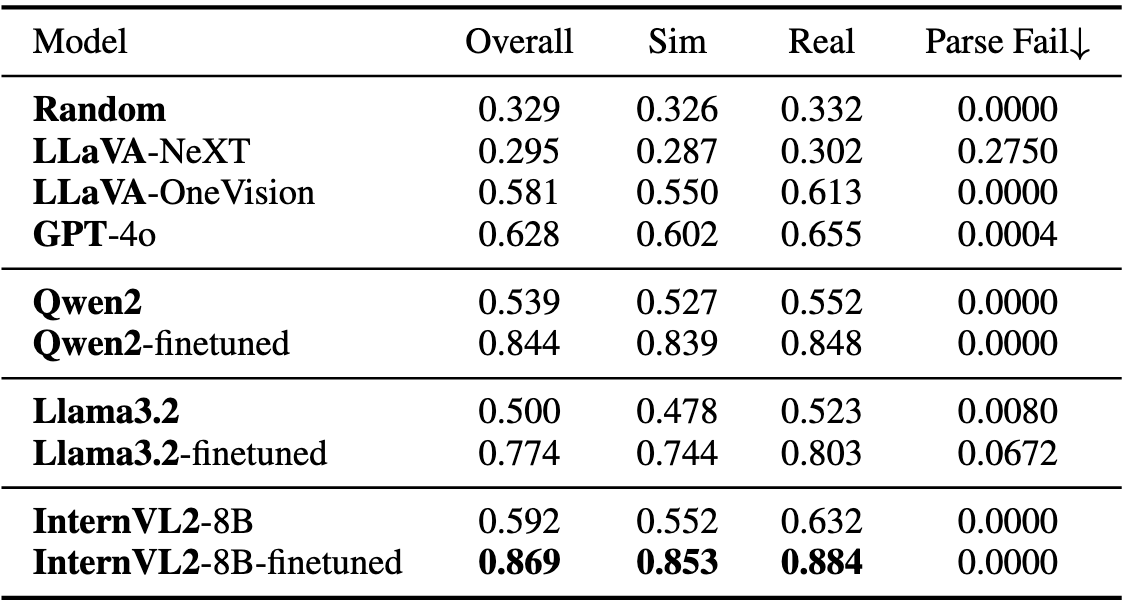 Model Overall Sim Real Parse Fail↓
Random 0.329 0.326 0.332 0.0000
LLaVA-NeXT 0.295 0.287 0.302 0.2750
LLaVA-OneVision 0.581 0.550 0.613 0.0000
GPT-4o 0.628 0.602 0.655 0.0004
Qwen2 0.539 0.527 0.552 0.0000
Qwen2-finetuned 0.844 0.839 0.848 0.0000
Llama3.2 0.500 0.478 0.523 0.0080
Llama3.2-finetuned 0.774 0.744 0.803 0.0672
InternVL2-8B 0.592 0.552 0.632 0.0000
InternVL2-8B-finetuned 0.869 0.853 0.884 0.0000